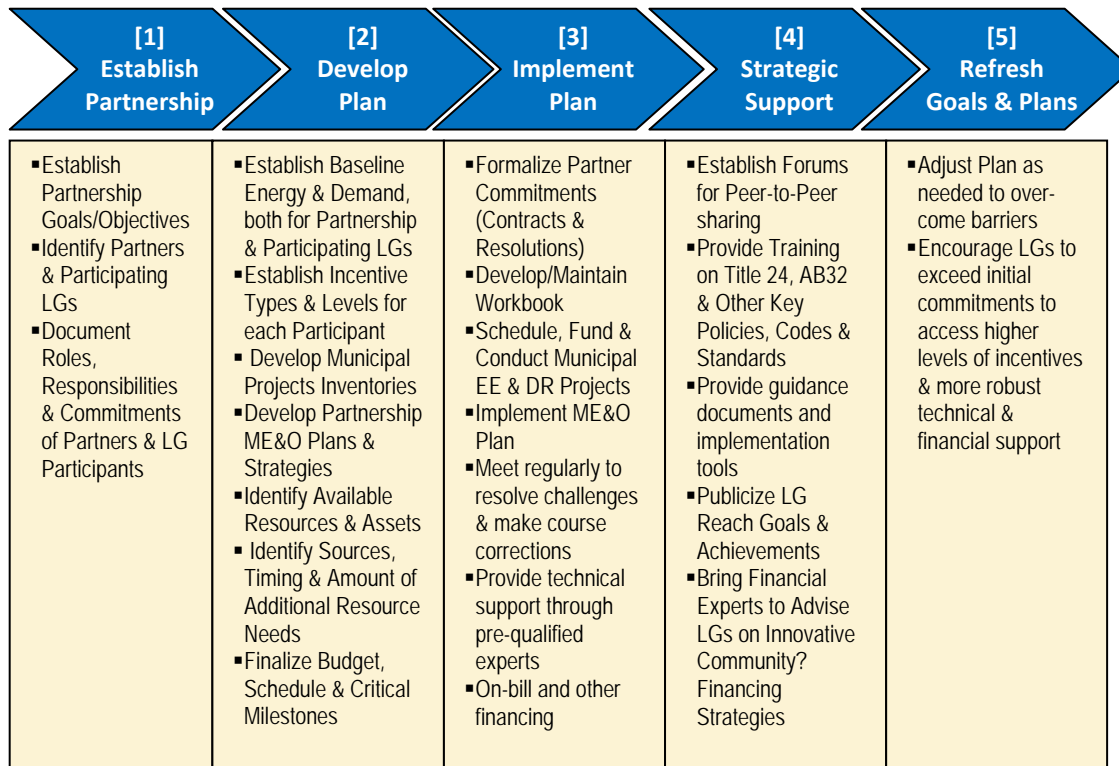 [1]
Establish
Partnership
[2]
Develop
Plan
[3]
Implement
Plan
[4]
Strategic
Support
[5]
Refresh
Goals & Plans
▪Establish
Partnership
Goals/Objectives
▪Identify Partners
& Participating
LGs
▪Document
Roles,
Responsibilities
& Commitments
of Partners & LG
Participants
▪Establish Baseline
Energy & Demand,
both for Partnership
& Participating LGs
▪Establish Incentive
Types & Levels for
each Participant
▪ Develop Municipal
Projects Inventories
▪Develop Partnership
ME&O Plans &
Strategies
▪Identify Available
Resources & Assets
▪ Identify Sources,
Timing & Amount of
Additional Resource
Needs
▪Finalize Budget,
Schedule & Critical
Milestones
▪Formalize Partner
Commitments
(Contracts &
Resolutions)
▪Develop/Maintain
Workbook
▪Schedule, Fund &
Conduct Municipal
EE & DR Projects
▪Implement ME&O
Plan
▪Meet regularly to
resolve challenges
& make course
corrections
▪Provide technical
support through
pre-qualified
experts
▪On-bill and other
financing
▪Establish Forums
for Peer-to-Peer
sharing
▪Provide Training
on Title 24, AB32
& Other Key
Policies, Codes &
Standards
▪Provide guidance
documents and
implementation
tools
▪Publicize LG
Reach Goals &
Achievements
▪Bring Financial
Experts to Advise
LGs on Innovative
Community?
Financing
Strategies
▪Adjust Plan as
needed to over-
come barriers
▪Encourage LGs to
exceed initial
commitments to
access higher
levels of incentives
& more robust
technical &
financial support